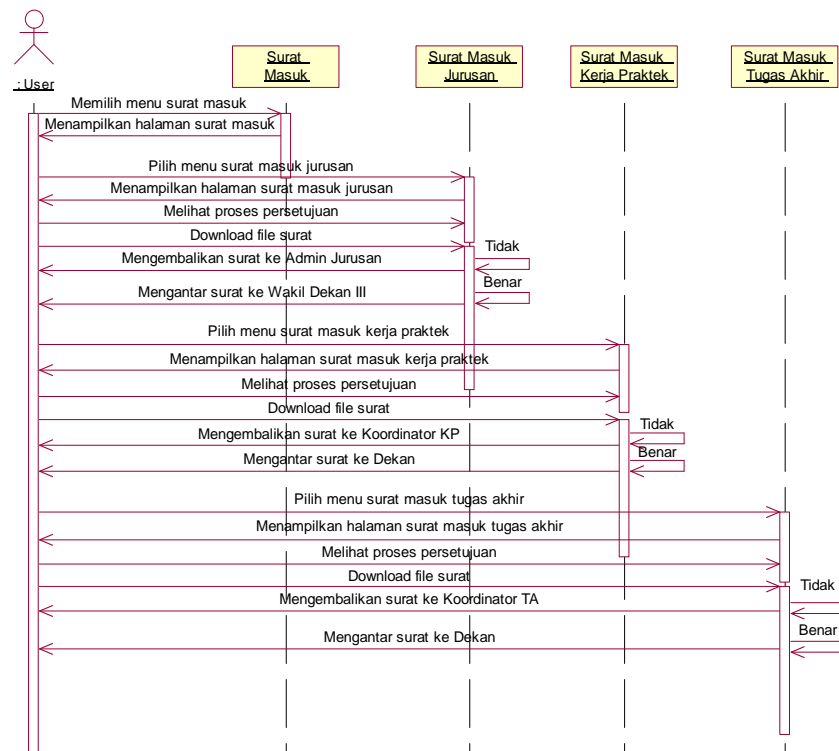 : User
Surat
Masuk
Surat Masuk
Jurusan
Surat Masuk
Kerja Praktek
Surat Masuk
Tugas Akhir
Memilih menu surat masuk
Menampilkan halaman surat masuk
Pilih menu surat masuk jurusan
Menampilkan halaman surat masuk jurusan
Melihat proses persetujuan
Download file surat
Tidak
Mengembalikan surat ke Admin Jurusan
Benar
Mengantar surat ke Wakil Dekan III
Pilih menu surat masuk kerja praktek
Menampilkan halaman surat masuk kerja praktek
Melihat proses persetujuan
Download file surat
Tidak
Mengembalikan surat ke Koordinator KP
Benar
Mengantar surat ke Dekan
Pilih menu surat masuk tugas akhir
Menampilkan halaman surat masuk tugas akhir
Melihat proses persetujuan
Download file surat
Tidak
Mengembalikan surat ke Koordinator TA
Benar
Mengantar surat ke Dekan